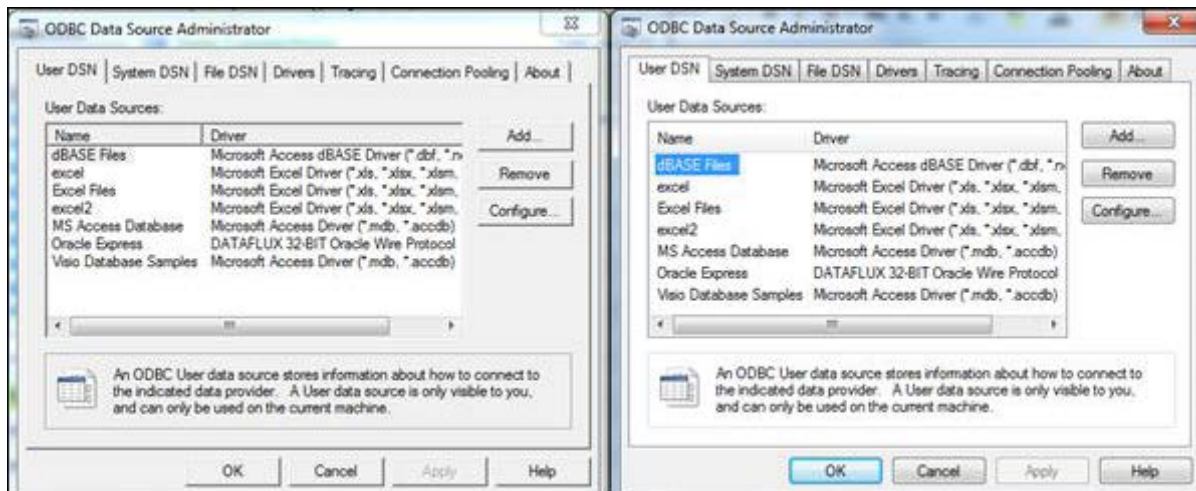 ODBC Data Source Administrator
User DSN System DSN File DSN Drivers Tracing Connection Pooling About
User Data Sources:
Name Driver
dBASE Files Microsoft Access dBASE Driver (*.dbf, *.n
excel Microsoft Excel Driver (*.xls, *.xlsx, *.xlsm,
Excel Files Microsoft Excel Driver (*.xls, *.xlsx, *.xlsm,
excel2 Microsoft Excel Driver (*.xls, *.xlsx, *.xlsm,
MS Access Database Microsoft Access Driver (*.mdb, *.accdb)
Oracle Express DATAFLUX 32-BIT Oracle Wire Protocol
Visio Database Samples Microsoft Access Driver (*.mdb, *.accdb)
Add...
Remove
Configure...
An ODBC User data source stores information about how to connect to
the indicated data provider. A User data source is only visible to you,
and can only be used on the current machine.
OK Cancel Apply Help
ODBC Data Source Administrator
User DSN System DSN File DSN Drivers Tracing Connection Pooling About
User Data Sources:
Name Driver
dBASE Files Microsoft Access dBASE Driver (*.dbf, *.n
excel Microsoft Excel Driver (*.xls, *.xlsx, *.xlsm,
Excel Files Microsoft Excel Driver (*.xls, *.xlsx, *.xlsm,
excel2 Microsoft Excel Driver (*.xls, *.xlsx, *.xlsm,
MS Access Database Microsoft Access Driver (*.mdb, *.accdb)
Oracle Express DATAFLUX 32-BIT Oracle Wire Protocol
Visio Database Samples Microsoft Access Driver (*.mdb, *.accdb)
Add...
Remove
Configure...
An ODBC User data source stores information about how to connect to
the indicated data provider. A User data source is only visible to you,
and can only be used on the current machine.
OK Cancel Apply Help